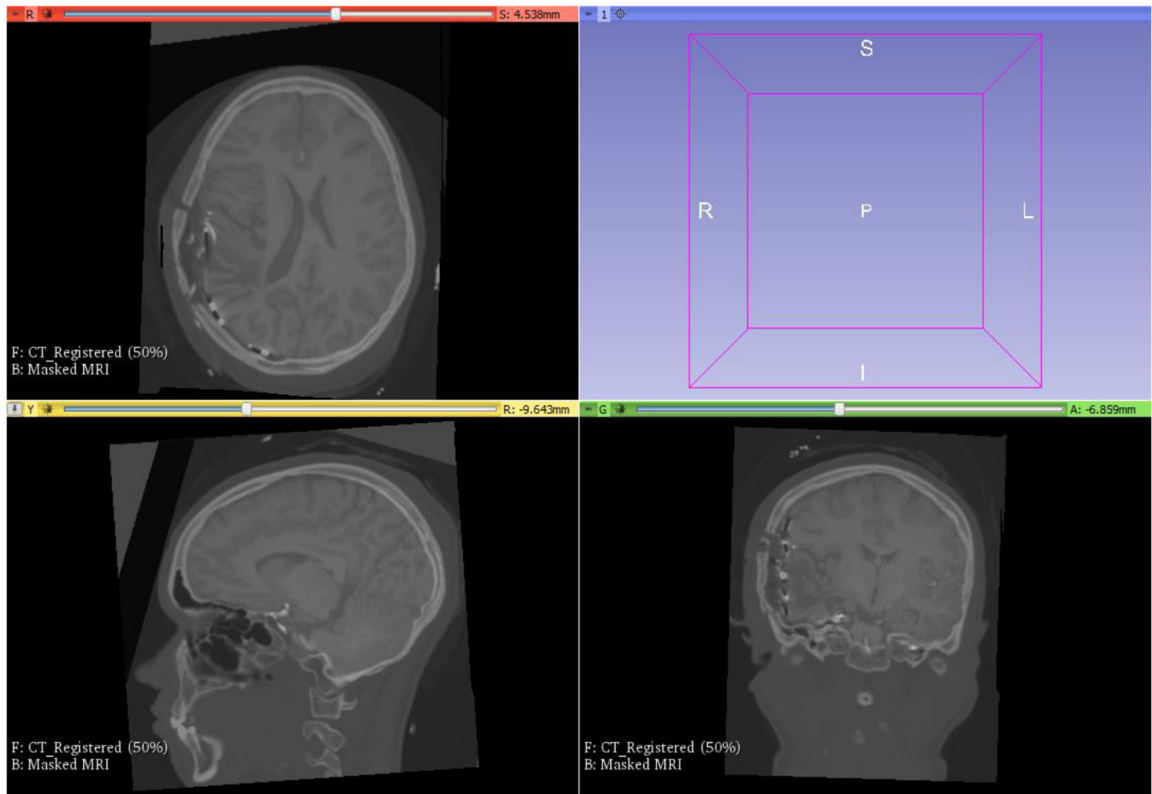 R
S: 4.538mm
1
S
R
P
L
I
F: CT_Registered (50%)
B: Masked MRI
Y
R: -9.643mm
G
A: -6.859mm
F: CT_Registered (50%)
B: Masked MRI
F: CT_Registered (50%)
B: Masked MRI